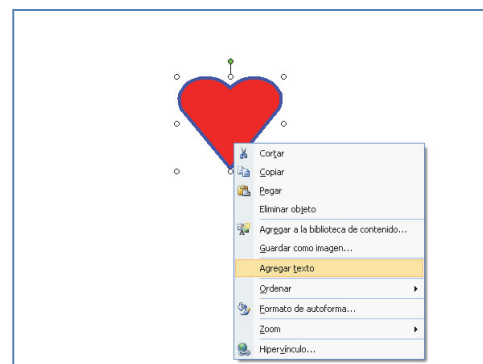 Cortar
Copiar
Pegar
Eliminar objeto
Agregar a la biblioteca de contenido...
Guardar como imagen...
Agregar texto
Ordenar
Formato de autoforma...
Zoom
Hipervínculo...